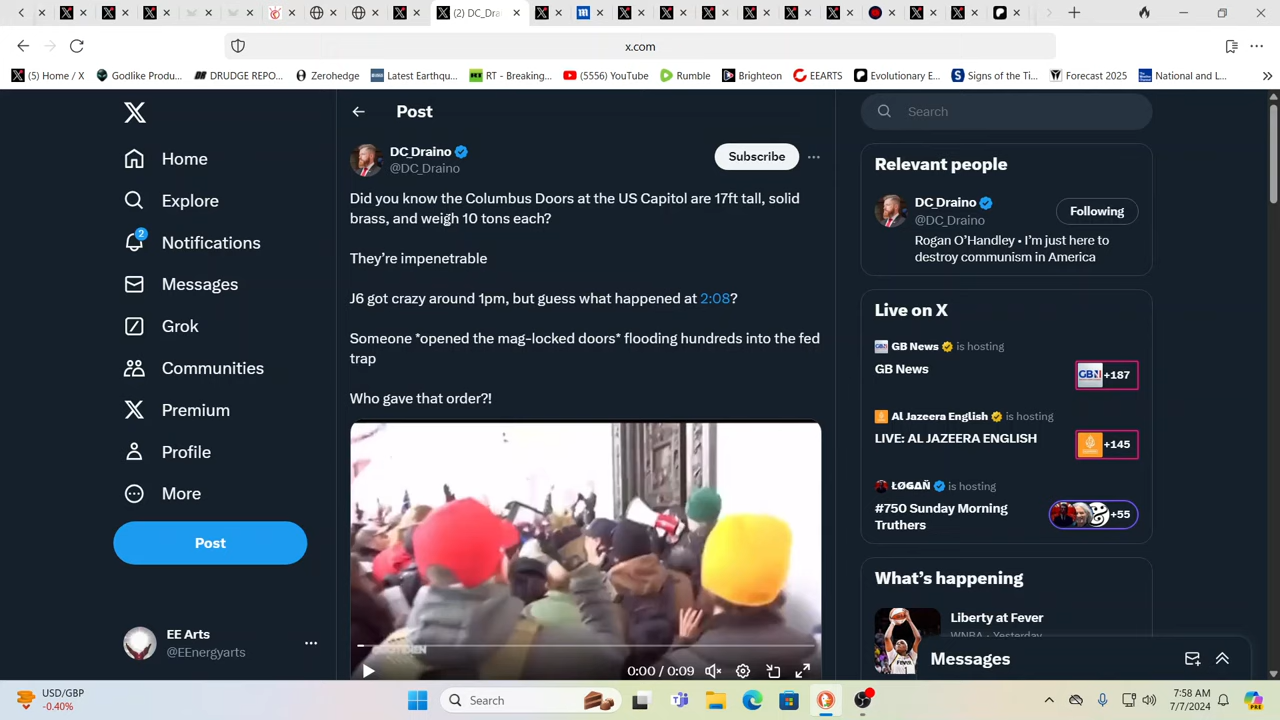 (2) DC_Dra
x.com
(5) Home / X
Godlike Produ...
DRUDGE REPO...
Zerohedge
Latest Earthqu...
RT - Breaking...
(5556) YouTube
Rumble
Brighteon
EEARTS
Evolutionary E...
Signs of the Ti...
Forecast 2025
National and L...
Home
Explore
2
Notifications
Messages
Grok
Communities
Premium
Profile
More
Post
EE Arts
@EEnergyarts
Post
DC_Draino
@DC_Draino
Subscribe
Did you know the Columbus Doors at the US Capitol are 17ft tall, solid
brass, and weigh 10 tons each?
They're impenetrable
J6 got crazy around 1pm, but guess what happened at 2:08?
Someone *opened the mag-locked doors* flooding hundreds into the fed
trap
Who gave that order?!
0:00 / 0:09
Search
Relevant people
DC_Draino
@DC_Draino
Following
Rogan O'Handley • I'm just here to
destroy communism in America
Live on X
GB News is hosting
GB News
GBN +187
Al Jazeera English is hosting
LIVE: AL JAZEERA ENGLISH
+145
ŁØGΔÑ is hosting
#750 Sunday Morning
Truthers
+55
What's happening
Liberty at Fever
WNBA · Yesterday
Messages
USD/GBP
-0.40%
Search
7:58 AM
7/7/2024
PRE